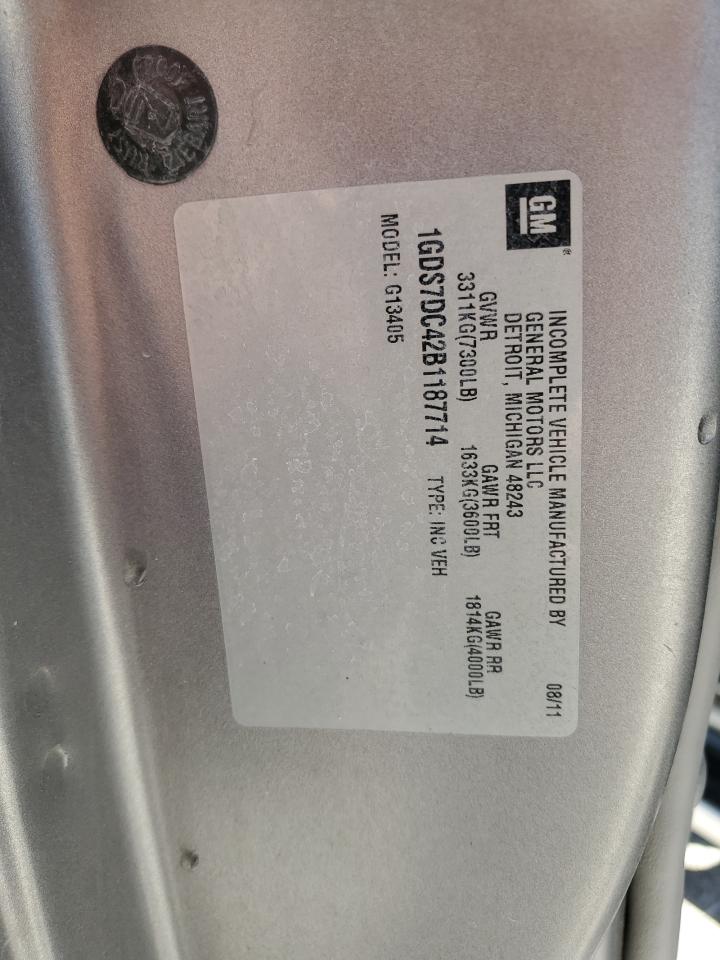 GM
INCOMPLETE VEHICLE MANUFACTURED BY 08/11
GENERAL MOTORS LLC
DETROIT, MICHIGAN 48243
GVWR GAWR FRT GAWR RR
3311KG(7300LB) 1633KG(3600LB) 1814KG(4000LB)
1GDS7DC42B1187714 TYPE: INC VEH
MODEL: G13405